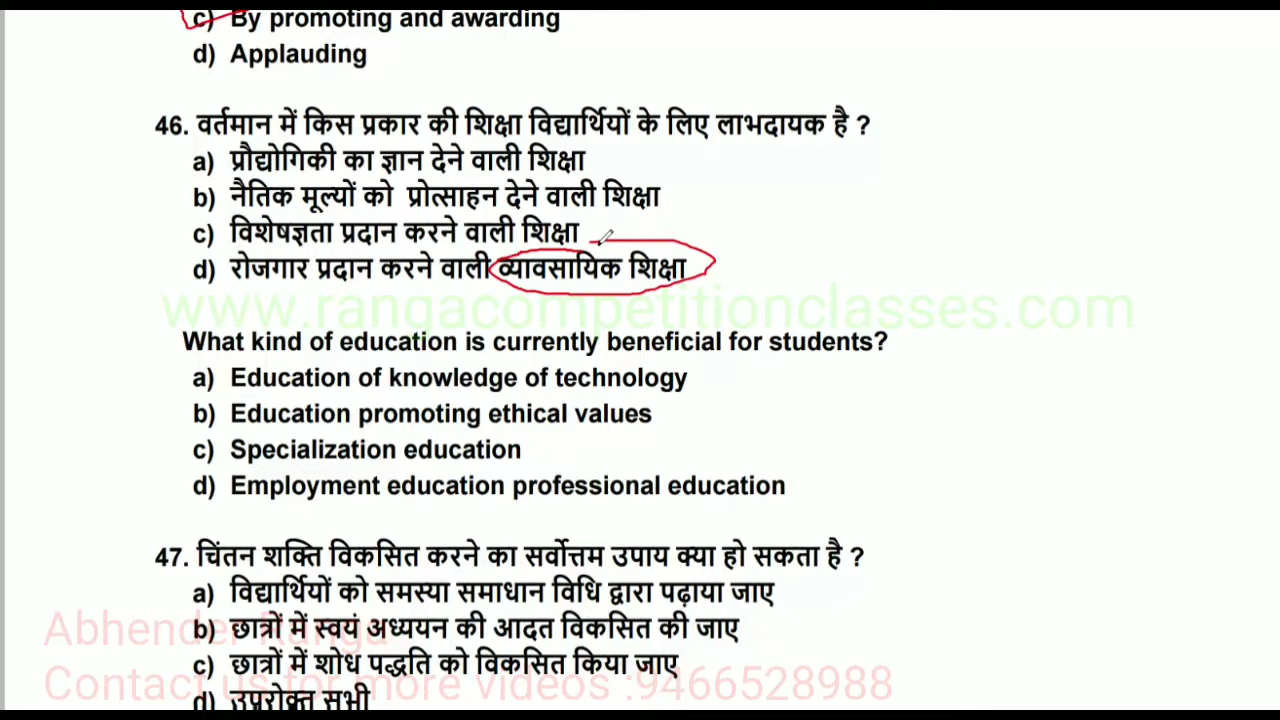 c) By promoting and awarding
d) Applauding
46. वर्तमान में किस प्रकार की शिक्षा विद्यार्थियों के लिए लाभदायक है ?
a) प्रौद्योगिकी का ज्ञान देने वाली शिक्षा
b) नैतिक मूल्यों को प्रोत्साहन देने वाली शिक्षा
c) विशेषज्ञता प्रदान करने वाली शिक्षा
d) रोजगार प्रदान करने वाली व्यावसायिक शिक्षा
www.rangacompetitionclasses.com
What kind of education is currently beneficial for students?
a) Education of knowledge of technology
b) Education promoting ethical values
c) Specialization education
d) Employment education professional education
47. चिंतन शक्ति विकसित करने का सर्वोत्तम उपाय क्या हो सकता है ?
a) विद्यार्थियों को समस्या समाधान विधि द्वारा पढ़ाया जाए
Abhender Ranga
b) छात्रों में स्वयं अध्ययन की आदत विकसित की जाए
c) छात्रों में शोध पद्धति को विकसित किया जाए
Contact us for more videos :9466528988
d) उपरोक्त सभी